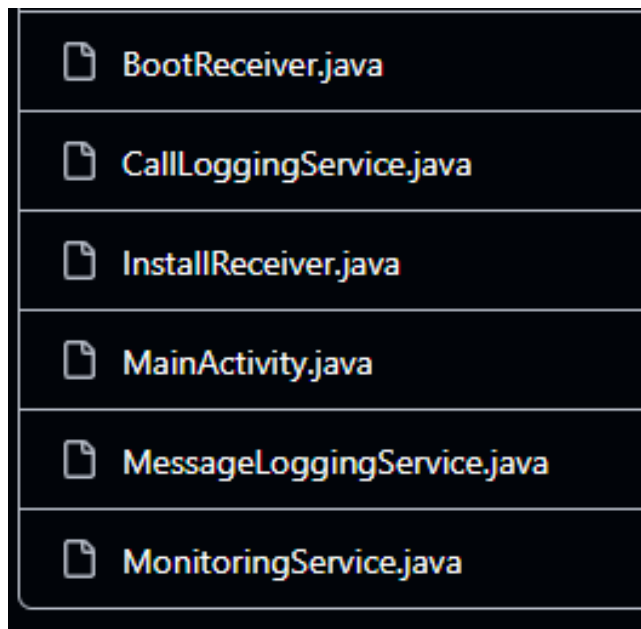 BootReceiver.java
CallLoggingService.java
InstallReceiver.java
MainActivity.java
MessageLoggingService.java
MonitoringService.java